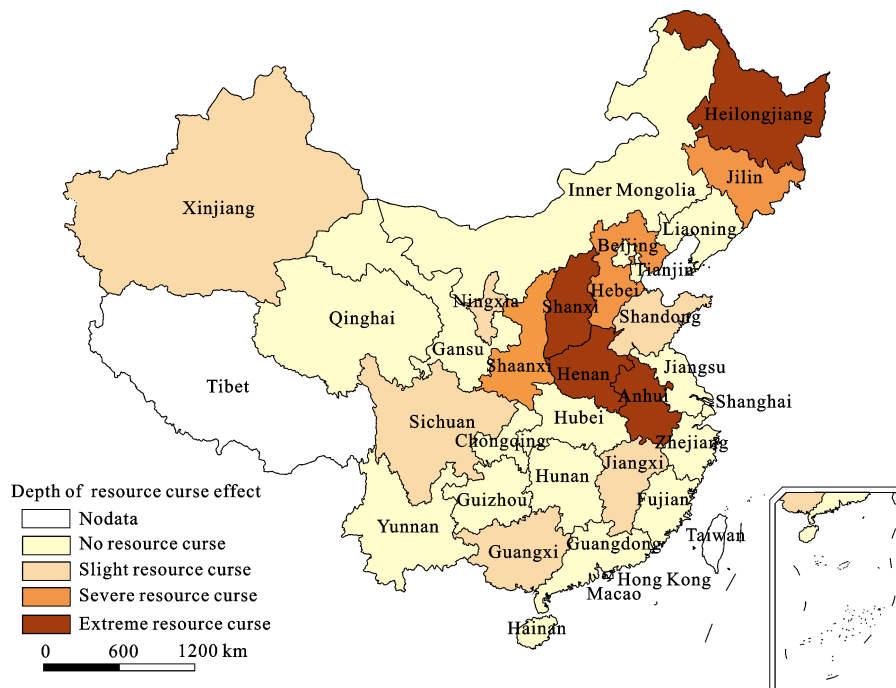 Heilongjiang
Jilin
Inner Mongolia
Xinjiang
Liaoning
Beijing
Tianjin
Hebei
Ningxia
Shanxi
Qinghai
Shandong
Gansu
Shaanxi
Jiangsu
Henan
Tibet
Anhui
Shanghai
Sichuan
Hubei
Chongding
Zhejiang
Jiangxi
Hunan
Depth of resource curse effect
Guizhou
Fujian
Nodata
Yunnan
Taiwan
No resource curse
Guangxi
Guangdong
Slight resource curse
Hong Kong
Macao
Severe resource curse
Extreme resource curse
Hainan
0 600 1200 km